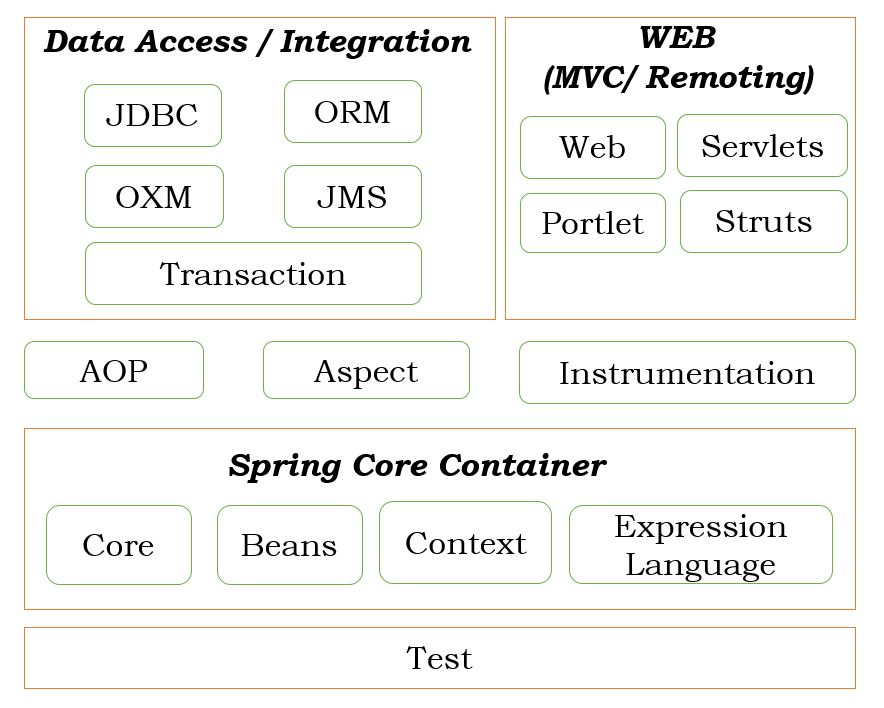 Data Access / Integration
JDBC
ORM
OXM
JMS
Transaction
WEB
(MVC/ Remoting)
Web
Servlets
Portlet
Struts
AOP
Aspect
Instrumentation
Spring Core Container
Core
Beans
Context
Expression
Language
Test